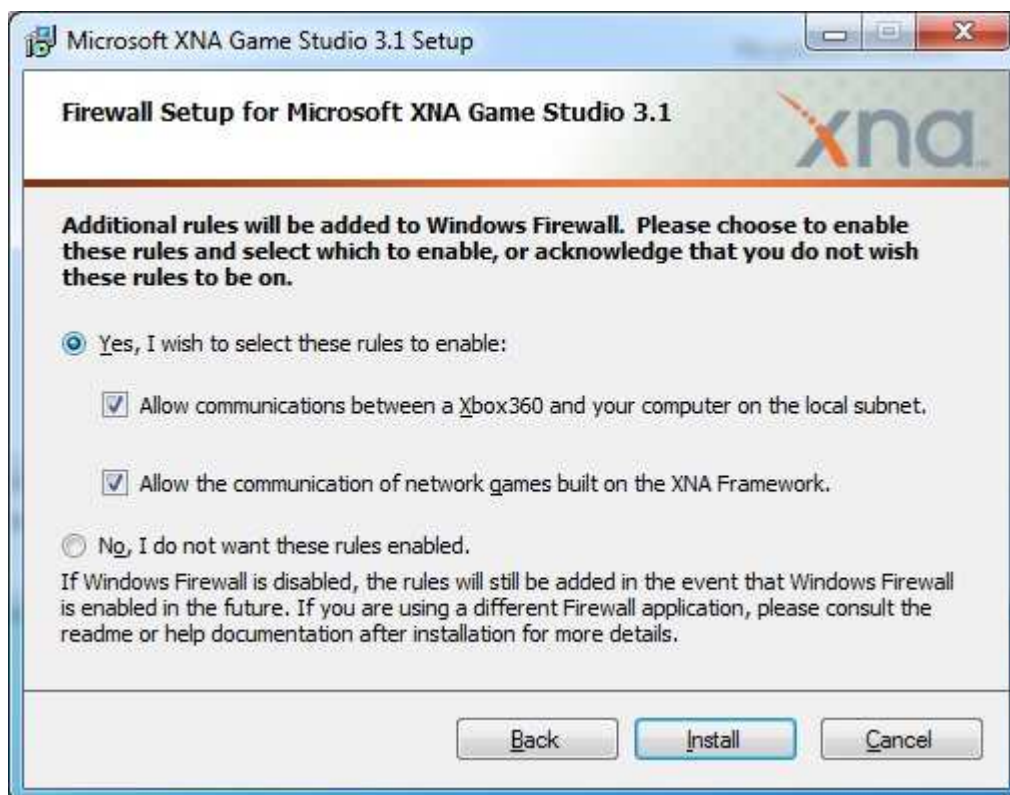 Microsoft XNA Game Studio 3.1 Setup
Firewall Setup for Microsoft XNA Game Studio 3.1
xna
Additional rules will be added to Windows Firewall. Please choose to enable
these rules and select which to enable, or acknowledge that you do not wish
these rules to be on.
Yes, I wish to select these rules to enable:
Allow communications between a Xbox360 and your computer on the local subnet.
Allow the communication of network games built on the XNA Framework.
No, I do not want these rules enabled.
If Windows Firewall is disabled, the rules will still be added in the event that Windows Firewall
is enabled in the future. If you are using a different Firewall application, please consult the
readme or help documentation after installation for more details.
Back
Install
Cancel